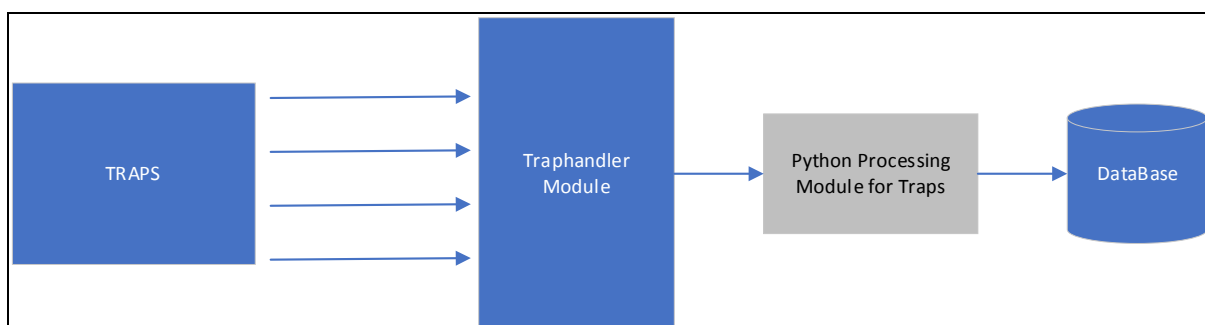 TRAPS
Traphandler
Module
Python Processing
Module for Traps
DataBase